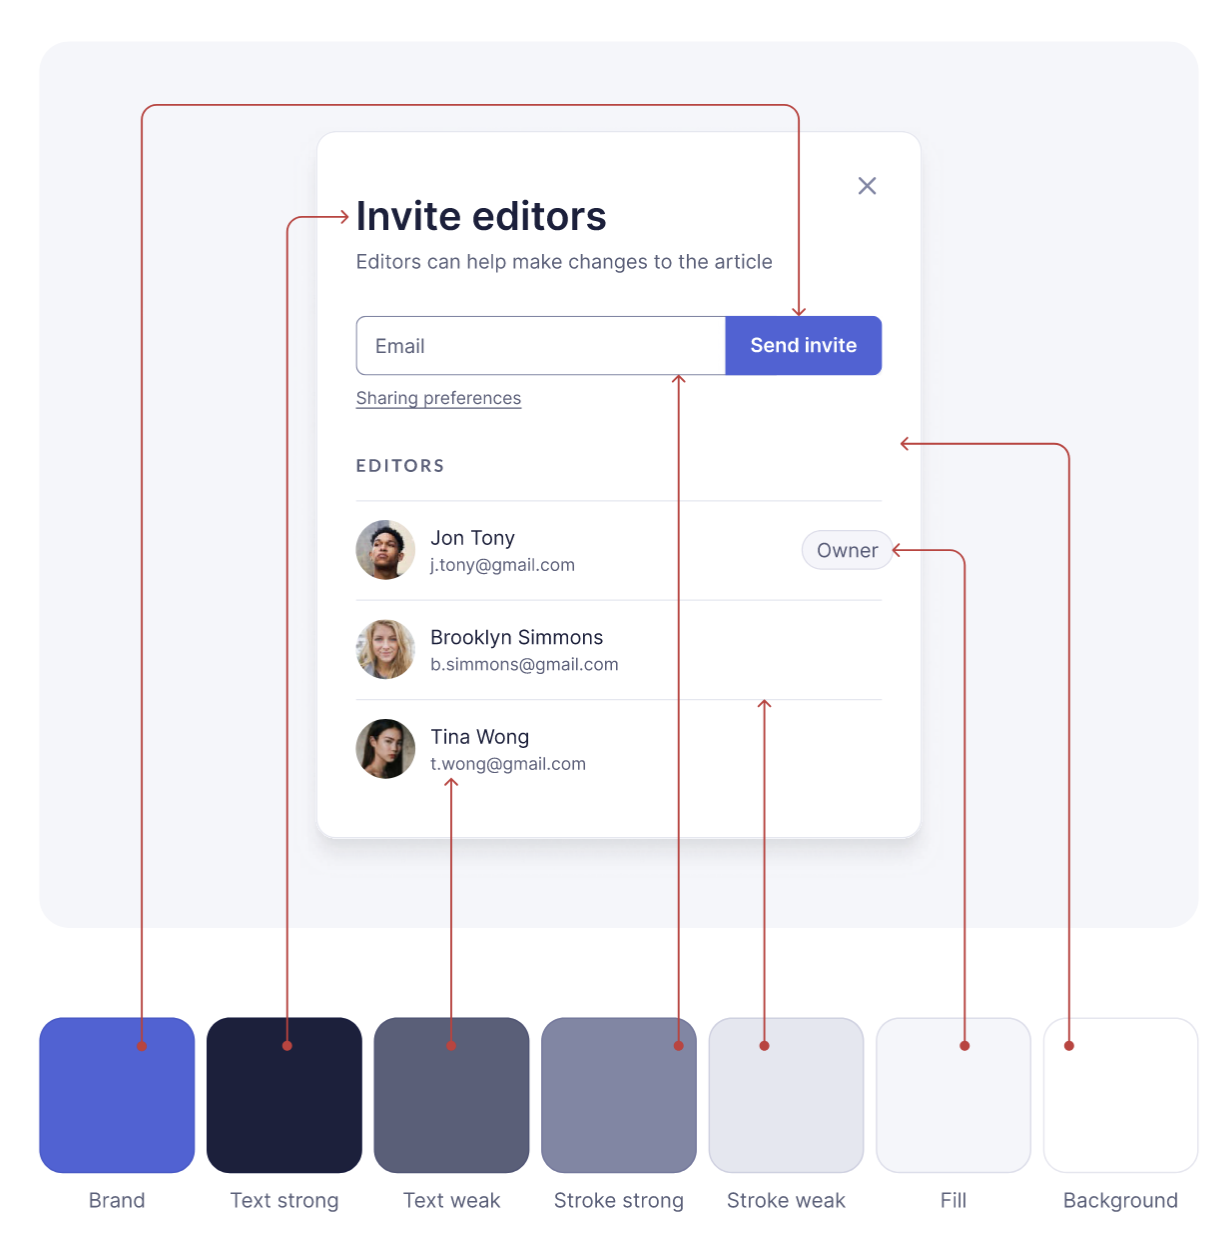 Invite editors
Editors can help make changes to the article
Email
Send invite
Sharing preferences
EDITORS
Jon Tony
j.tony@gmail.com
Owner
Brooklyn Simmons
b.simmons@gmail.com
Tina Wong
t.wong@gmail.com
Brand
Text strong
Text weak
Stroke strong
Stroke weak
Fill
Background